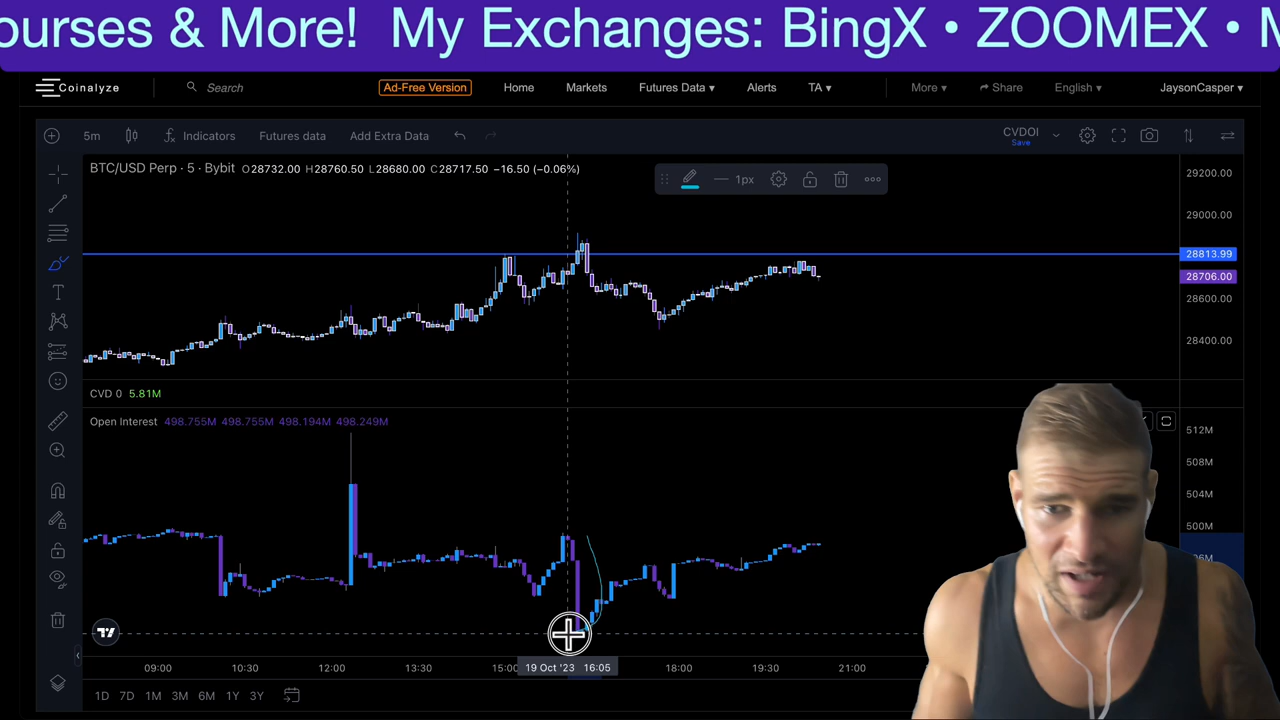 ourses & More! My Exchanges: BingX • ZOOMEX •
Coinalyze Search Ad-Free Version Home Markets Futures Data ▾ Alerts TA ▾ More ▾ Share English ▾ JaysonCasper ▾
5m Indicators Futures data Add Extra Data CVDOI
Save
BTC/USD Perp · 5 · Bybit O28732.00 H28760.50 L28680.00 C28717.50 −16.50 (−0.06%)
1px
29200.00
29000.00
28813.99
28706.00
28600.00
28400.00
CVD 0 5.81M
Open Interest 498.755M 498.755M 498.194M 498.249M
512M
508M
504M
500M
09:00 10:30 12:00 13:30 15:00 19 Oct '23 16:05 18:00 19:30 21:00
1D 7D 1M 3M 6M 1Y 3Y